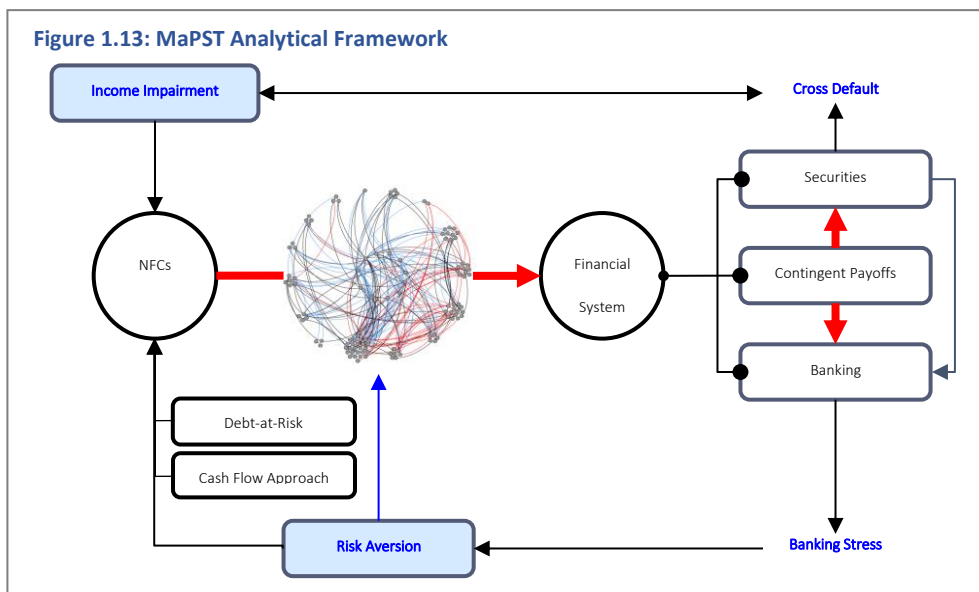 Figure 1.13: MaPST Analytical Framework
Income Impairment
Cross Default
Securities
NFCs
Financial
System
Contingent Payoffs
Banking
Debt-at-Risk
Cash Flow Approach
Risk Aversion
Banking Stress